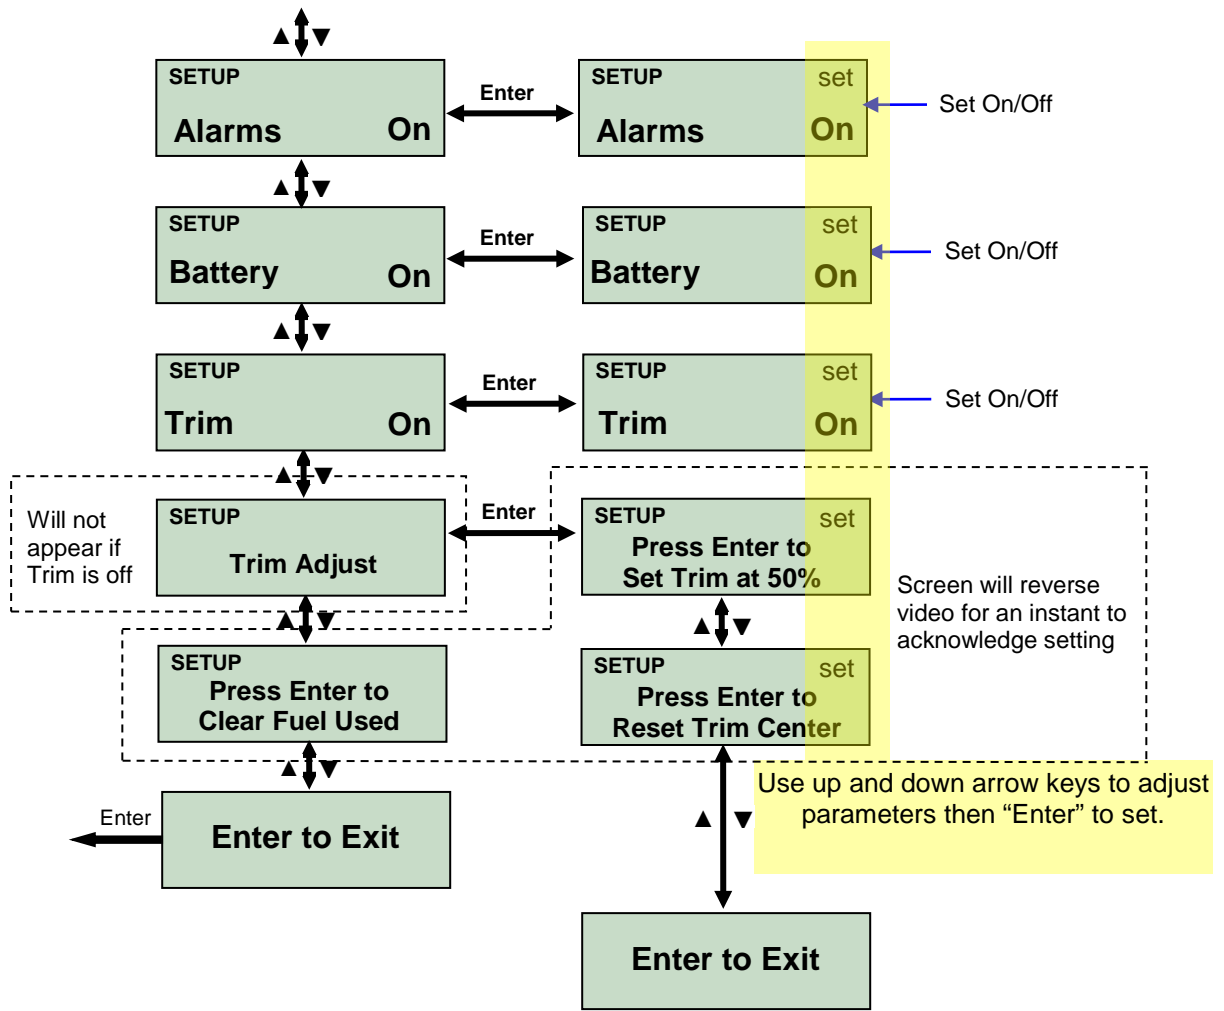 ▲ ▼
SETUP
Alarms On
Enter
SETUP set
Alarms On
Set On/Off
▲ ▼
SETUP
Battery On
Enter
SETUP set
Battery On
Set On/Off
▲ ▼
SETUP
Trim On
Enter
SETUP set
Trim On
Set On/Off
▲ ▼
Will not
appear if
Trim is off
SETUP
Trim Adjust
Enter
SETUP set
Press Enter to
Set Trim at 50%
Screen will reverse
video for an instant to
acknowledge setting
▲ ▼
▲ ▼
SETUP
Press Enter to
Clear Fuel Used
SETUP set
Press Enter to
Reset Trim Center
▲ ▼
Use up and down arrow keys to adjust
parameters then “Enter” to set.
Enter
Enter to Exit
▲ ▼
Enter to Exit